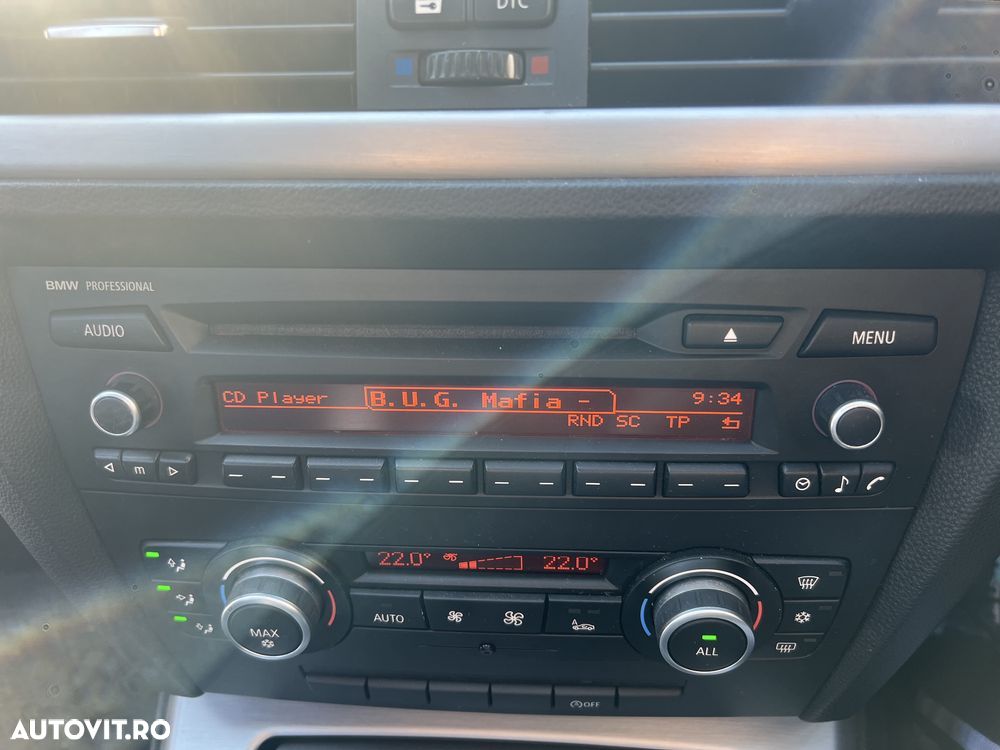 DTC
BMW PROFESSIONAL
AUDIO
MENU
CD Player B.U.G. Mafia - 9:34
RND SC TP
m
22.0° 22.0°
AUTO
MAX
A
ALL
OFF
AUTOVIT.RO